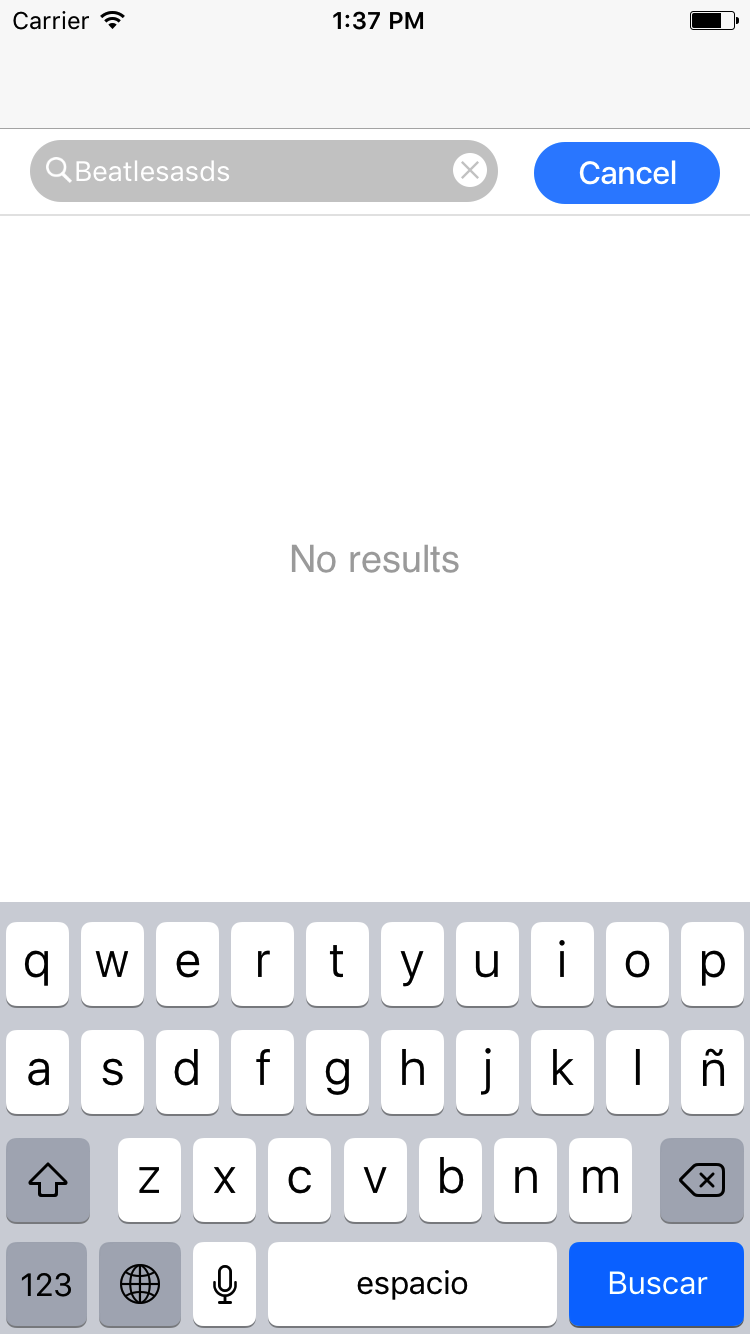 Carrier 1:37 PM
Beatlesasds Cancel
No results
q w e r t y u i o p
a s d f g h j k l ñ
z x c v b n m
123 espacio Buscar